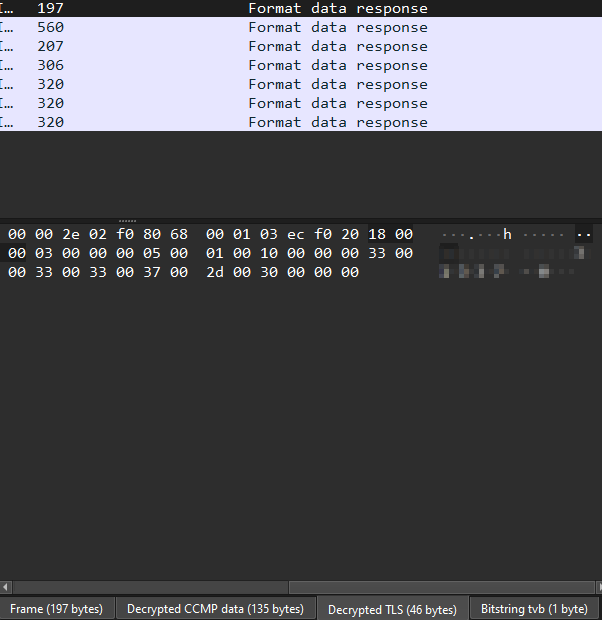 I… 197 Format data response
I… 560 Format data response
I… 207 Format data response
I… 306 Format data response
I… 320 Format data response
I… 320 Format data response
I… 320 Format data response
00 00 2e 02 f0 80 68 00 01 03 ec f0 20 18 00 ···.···h ····· ··
00 03 00 00 00 05 00 01 00 10 00 00 00 33 00
00 33 00 33 00 37 00 2d 00 30 00 00 00
Frame (197 bytes) Decrypted CCMP data (135 bytes) Decrypted TLS (46 bytes) Bitstring tvb (1 byte)